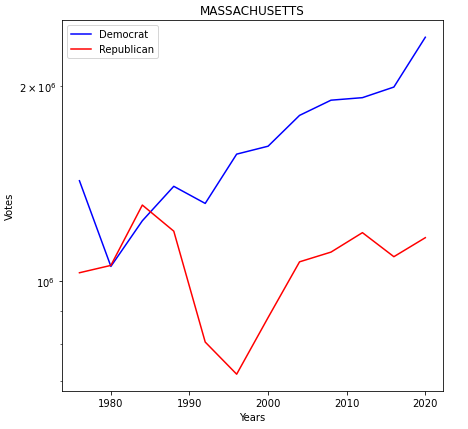 MASSACHUSETTS
Democrat
Republican
2 × 10⁶
10⁶
Votes
1980 1990 2000 2010 2020
Years